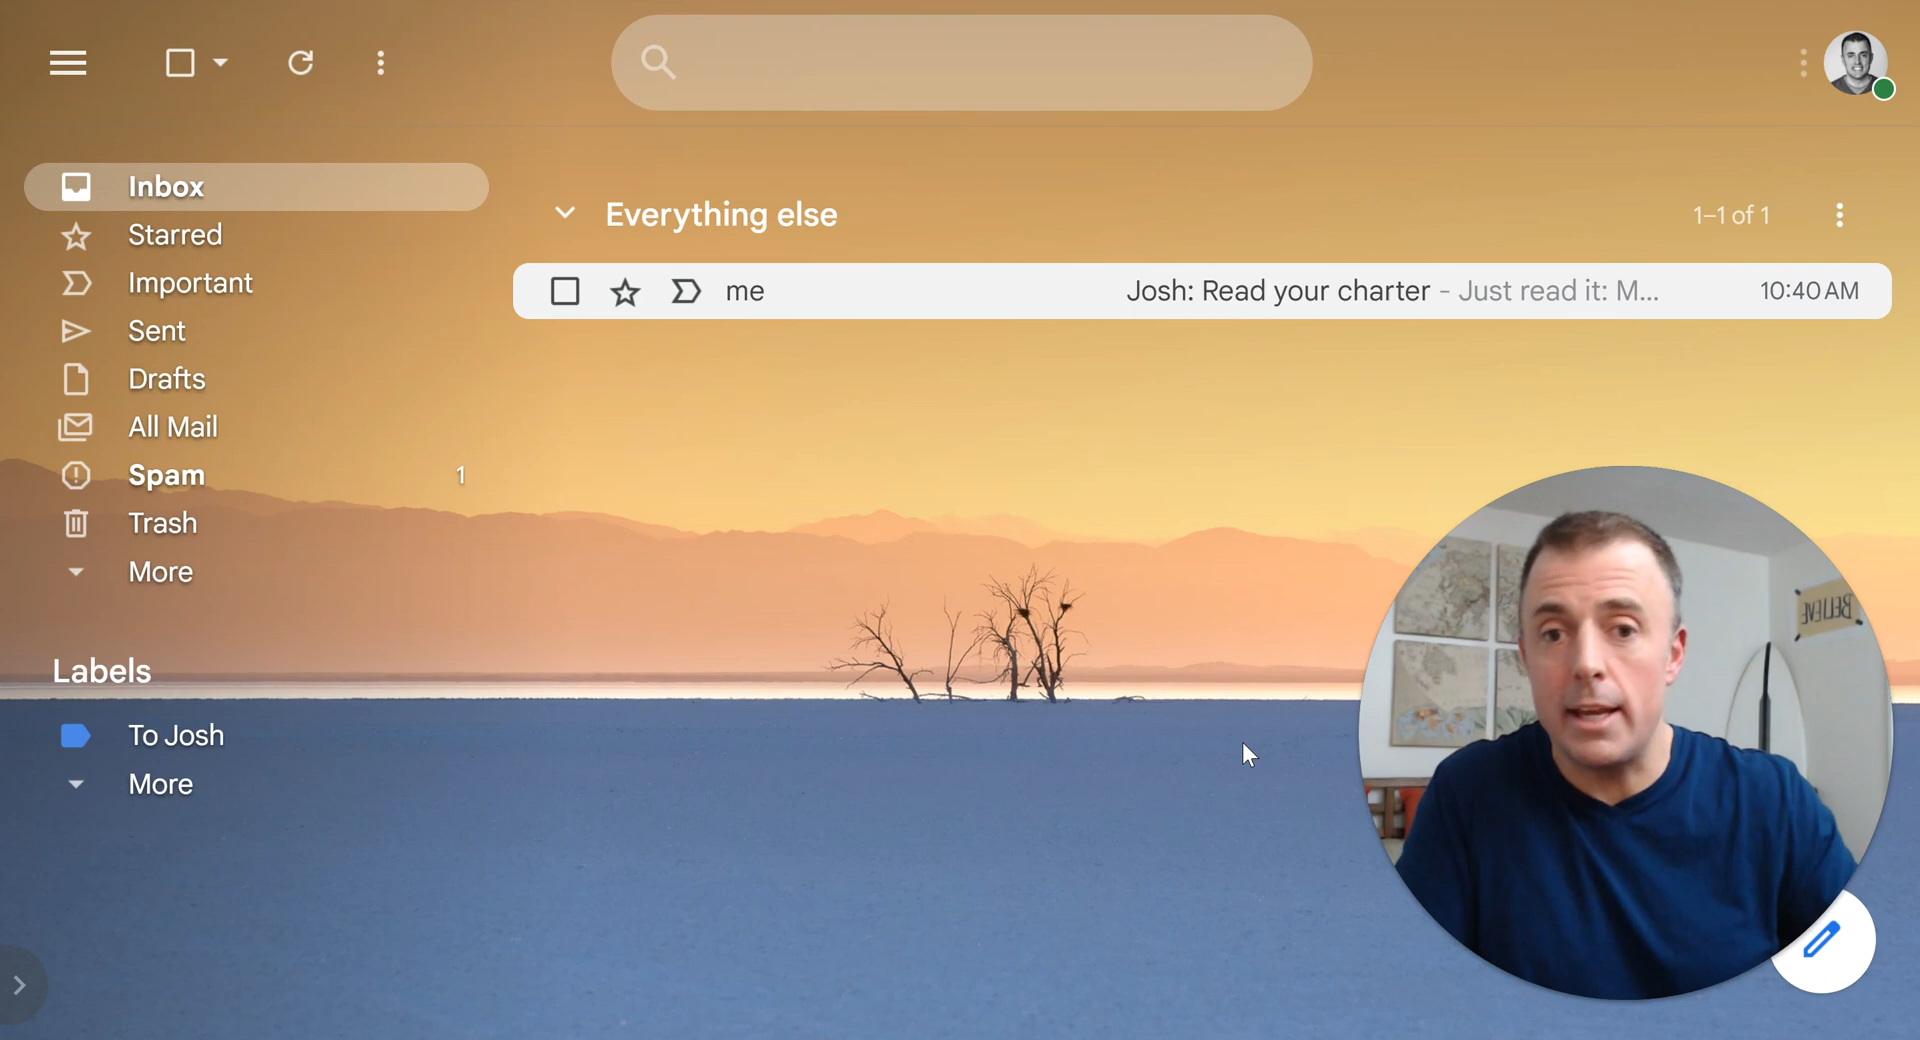 Inbox
Starred
Important
Sent
Drafts
All Mail
Spam 1
Trash
More
Labels
To Josh
More
Everything else 1–1 of 1
me Josh: Read your charter - Just read it: M... 10:40 AM
BELIEVE